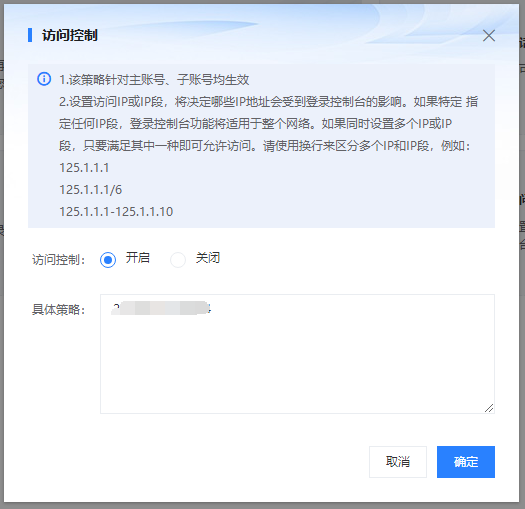 访问控制
1.该策略针对主账号、子账号均生效
2.设置访问IP或IP段，将决定哪些IP地址会受到登录控制台的影响。如果特定 指
定任何IP段，登录控制台功能将适用于整个网络。如果同时设置多个IP或IP
段，只要满足其中一种即可允许访问。请使用换行来区分多个IP和IP段，例如：
125.1.1.1
125.1.1.1/6
125.1.1.1-125.1.1.10
访问控制： 开启 关闭
具体策略：
取消 确定